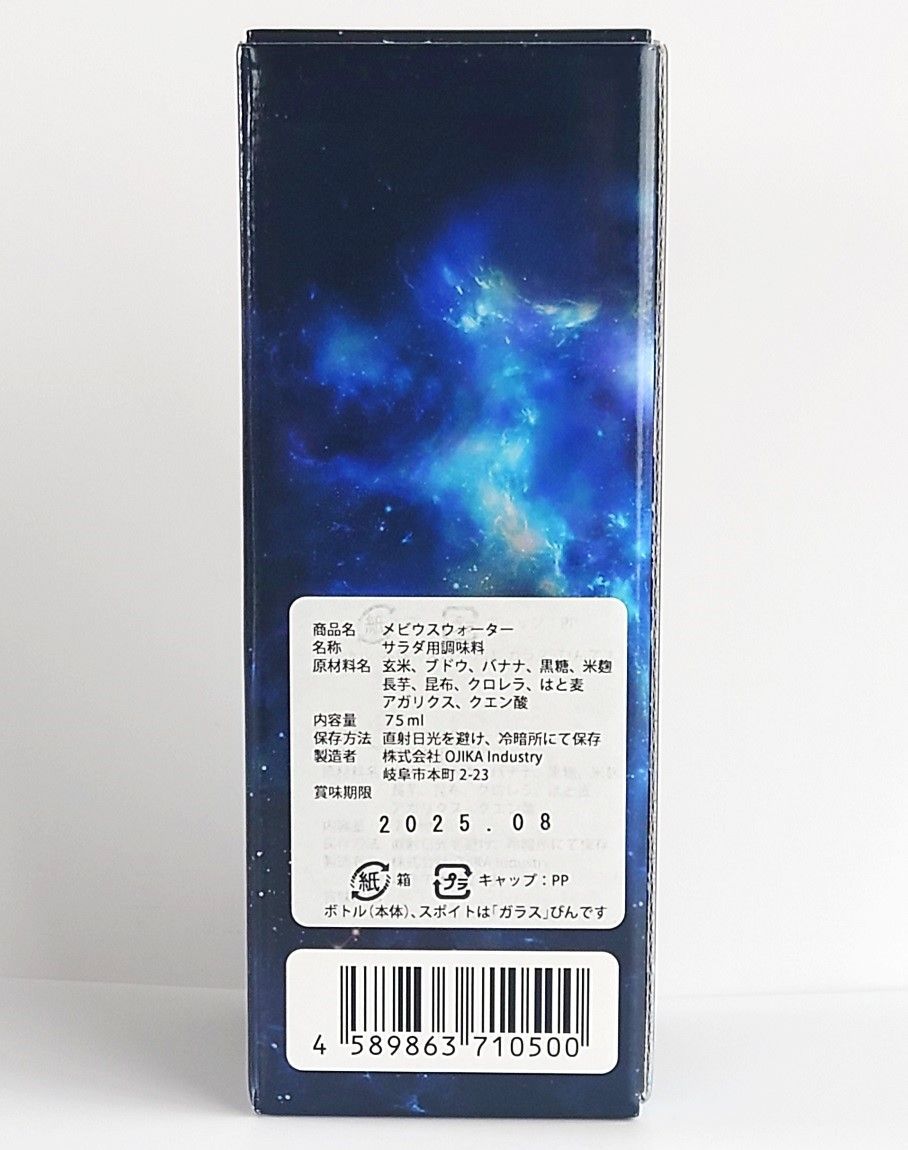 商品名 メビウスウォーター
名称 サラダ用調味料
原材料名 玄米、ブドウ、バナナ、黒糖、米麹
長芋、昆布、クロレラ、はと麦
アガリクス、クエン酸
内容量 75ml
保存方法 直射日光を避け、冷暗所にて保存
製造者 株式会社 OJIKA Industry
岐阜市本町 2-23
賞味期限
2025.08
紙 箱 プラ キャップ：PP
ボトル（本体）、スポイトは「ガラス」びんです
4 589863 710500